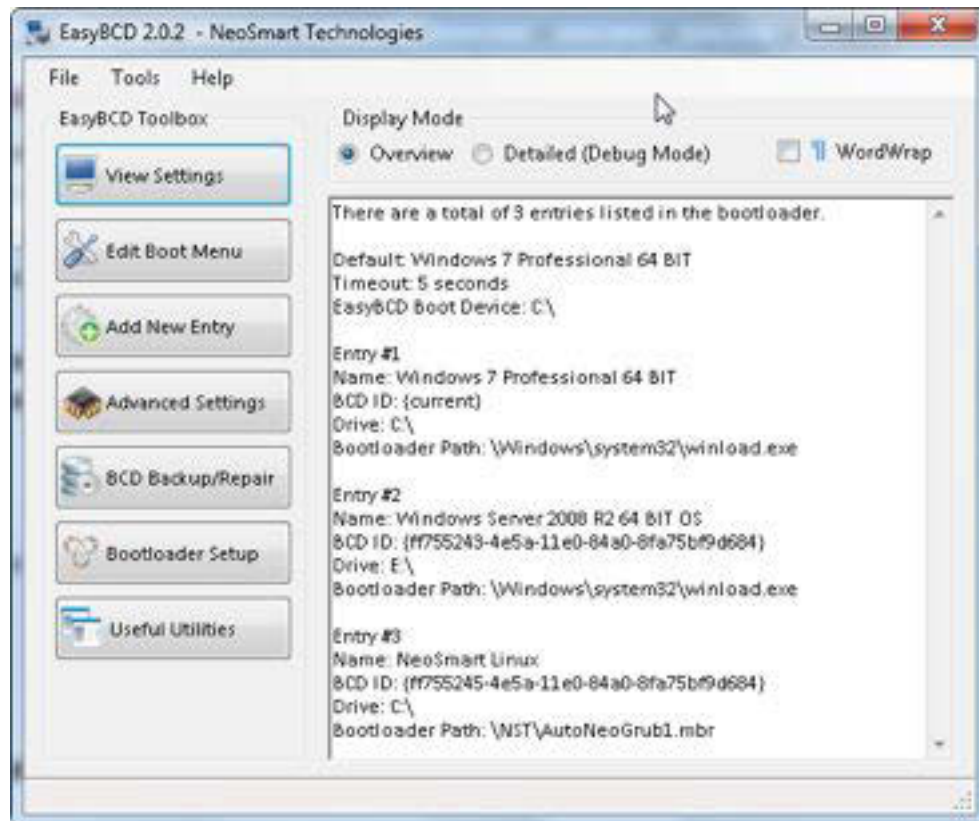 EasyBCD 2.0.2 - NeoSmart Technologies
File Tools Help
EasyBCD Toolbox
View Settings
Edit Boot Menu
Add New Entry
Advanced Settings
BCD Backup/Repair
Bootloader Setup
Useful Utilities
Display Mode
Overview Detailed (Debug Mode) WordWrap
There are a total of 3 entries listed in the bootloader.
Default: Windows 7 Professional 64 BIT
Timeout: 5 seconds
EasyBCD Boot Device: C:\
Entry #1
Name: Windows 7 Professional 64 BIT
BCD ID: {current}
Drive: C:\
Bootloader Path: \Windows\system32\winload.exe
Entry #2
Name: Windows Server 2008 R2 64 BIT OS
BCD ID: {ff755243-4e5a-11e0-84a0-8fa75bf9d684}
Drive: E:\
Bootloader Path: \Windows\system32\winload.exe
Entry #3
Name: NeoSmart Linux
BCD ID: {ff755245-4e5a-11e0-84a0-8fa75bf9d684}
Drive: C:\
Bootloader Path: \NST\AutoNeoGrub1.mbr